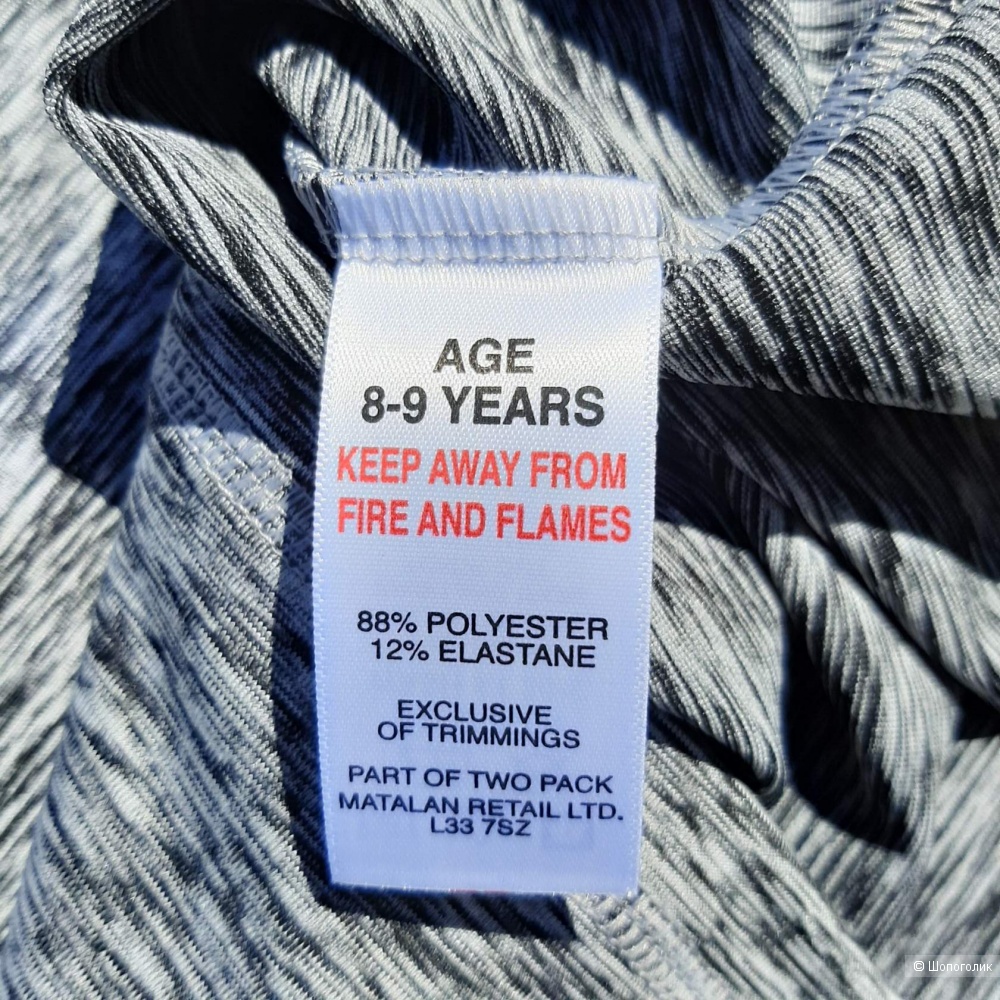 AGE
8-9 YEARS
KEEP AWAY FROM
FIRE AND FLAMES
88% POLYESTER
12% ELASTANE
EXCLUSIVE
OF TRIMMINGS
PART OF TWO PACK
MATALAN RETAIL LTD.
L33 7SZ
© Шопоголик